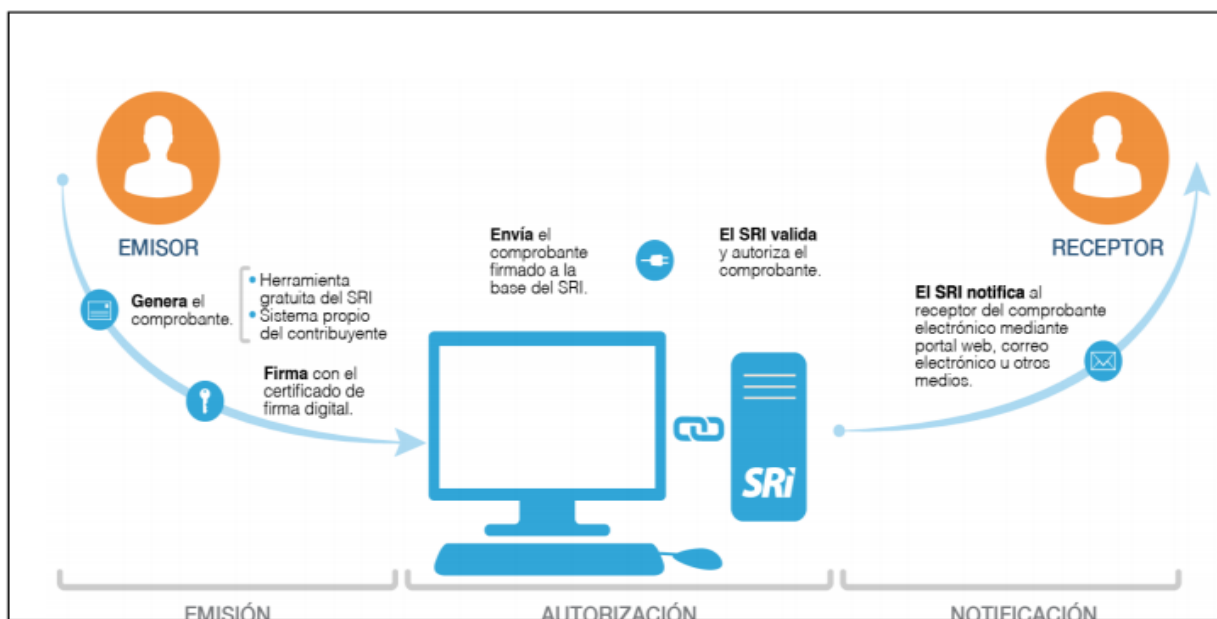 EMISOR
Genera el
comprobante.
• Herramienta
gratuita del SRI
• Sistema propio
del contribuyente
Firma con el
certificado de
firma digital.
Envía el
comprobante
firmado a la
base del SRI.
El SRI valida
y autoriza el
comprobante.
SRi
RECEPTOR
El SRI notifica al
receptor del comprobante
electrónico mediante
portal web, correo
electrónico u otros
medios.
EMISIÓN
AUTORIZACIÓN
NOTIFICACIÓN